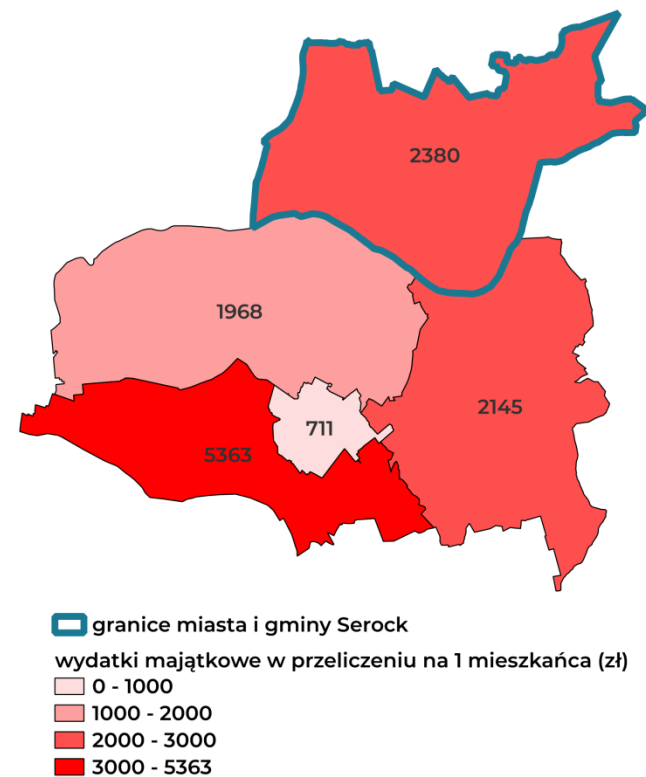 2380
1968
2145
711
5363
granice miasta i gminy Serock
wydatki majątkowe w przeliczeniu na 1 mieszkańca (zł)
0 - 1000
1000 - 2000
2000 - 3000
3000 - 5363